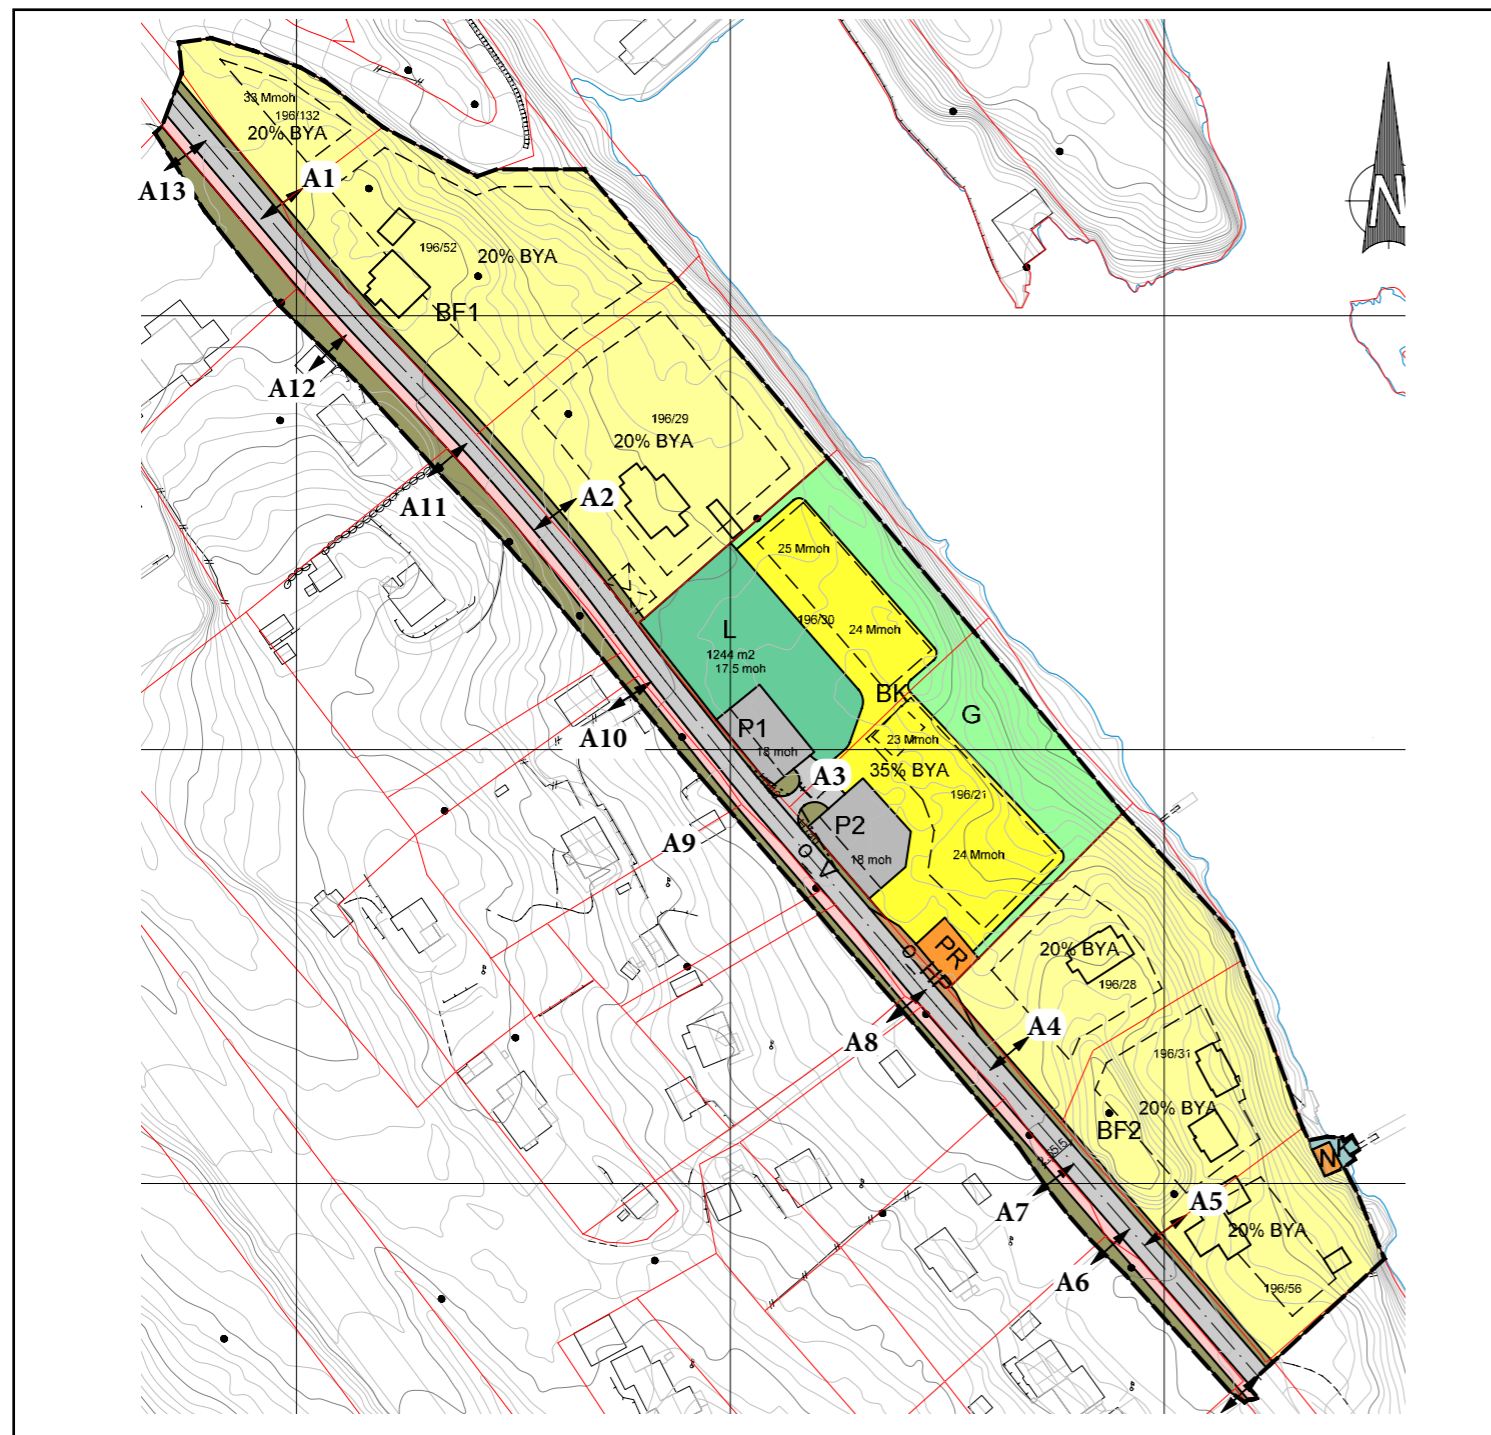 33 Mmoh
196/132
20% BYA
A13
A1
N
196/52
20% BYA
BF1
A12
196/29
20% BYA
A11
A2
25 Mmoh
196/30
24 Mmoh
L
1244 m2
17.5 moh
BK
G
A10
P1
18 moh
23 Mmoh
35% BYA
A3
196/21
P2
A9
18 moh
24 Mmoh
o_V
PR
o_HP
20% BYA
196/28
A8
A4
196/31
20% BYA
BF2
N
A7
A5
20% BYA
A6
196/56